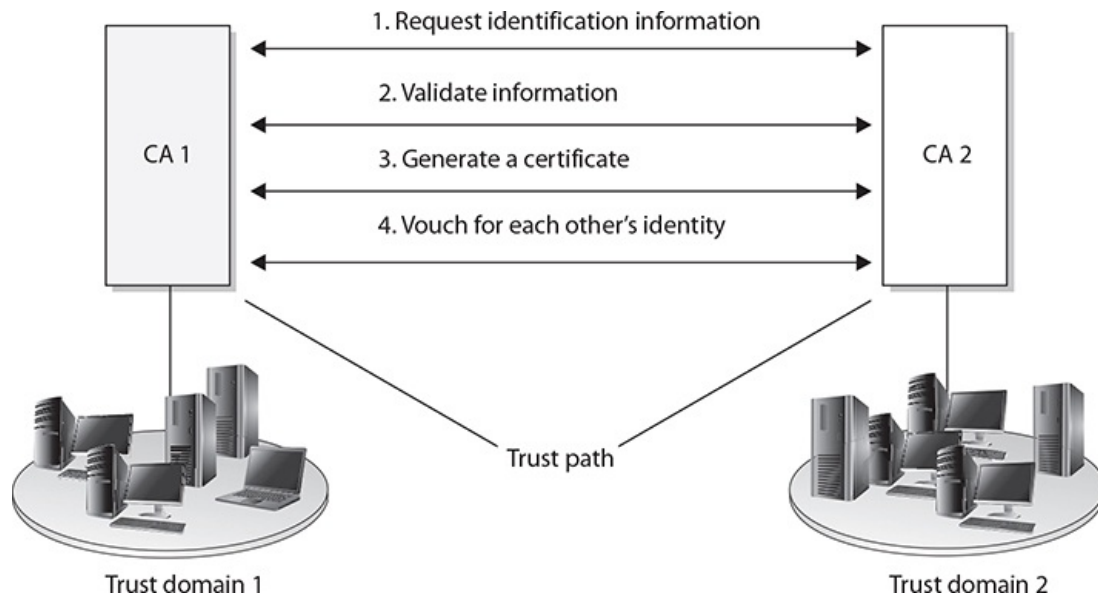 1. Request identification information
2. Validate information
CA 1
CA 2
3. Generate a certificate
4. Vouch for each other's identity
Trust path
Trust domain 1
Trust domain 2